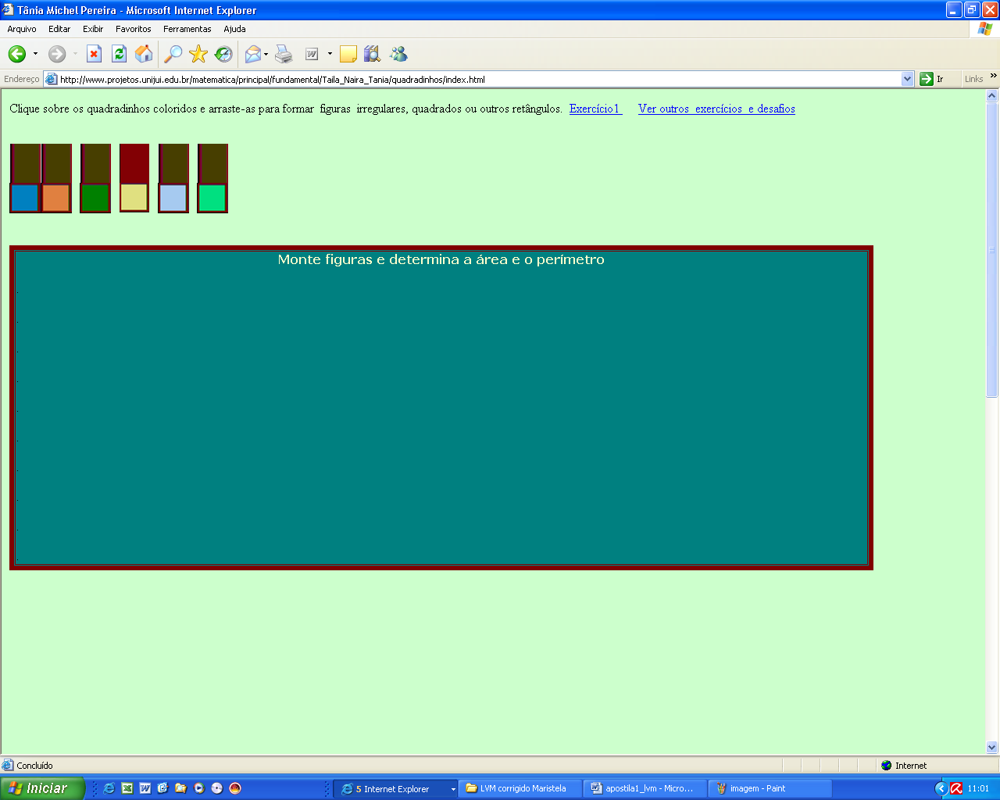 Tânia Michel Pereira - Microsoft Internet Explorer
Arquivo Editar Exibir Favoritos Ferramentas Ajuda
Endereço http://www.projetos.unijui.edu.br/matematica/principal/fundamental/Taila_Naira_Tania/quadradinhos/index.html Ir Links »
Clique sobre os quadradinhos coloridos e arraste-as para formar figuras irregulares, quadrados ou outros retângulos. Exercício1 Ver outros exercícios e desafios
Monte figuras e determina a área e o perímetro
Concluído Internet
Iniciar 5 Internet Explorer LVM corrigido Maristela apostila1_lvm - Micro... imagem - Paint 11:01